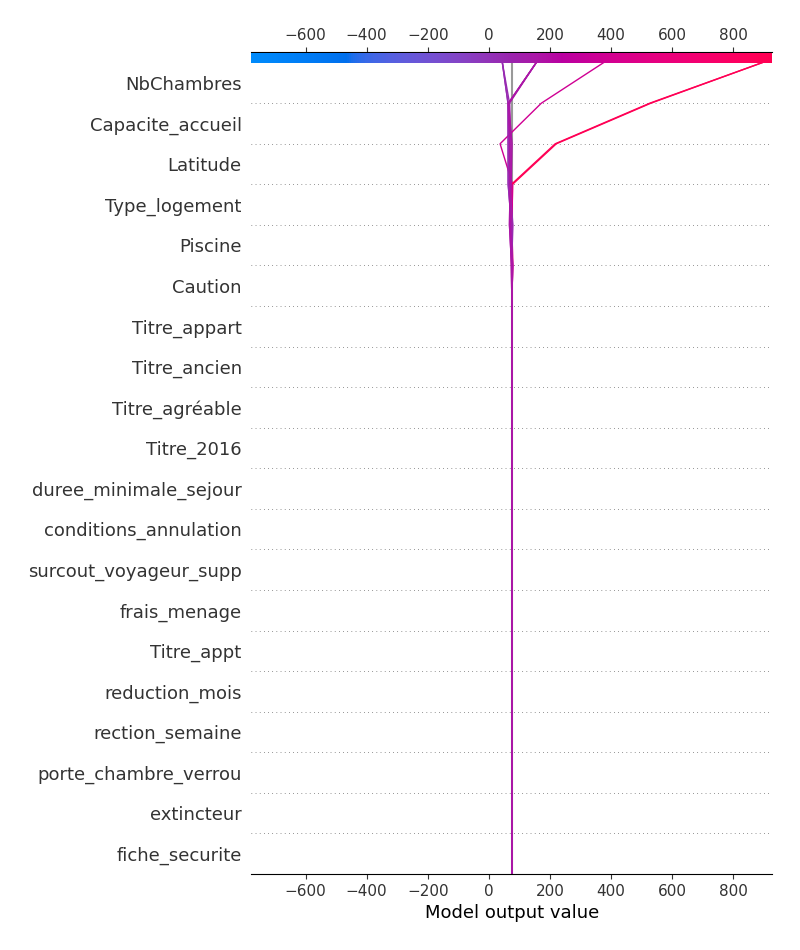 −600 −400 −200 0 200 400 600 800
NbChambres
Capacite_accueil
Latitude
Type_logement
Piscine
Caution
Titre_appart
Titre_ancien
Titre_agréable
Titre_2016
duree_minimale_sejour
conditions_annulation
surcout_voyageur_supp
frais_menage
Titre_appt
reduction_mois
rection_semaine
porte_chambre_verrou
extincteur
fiche_securite
−600 −400 −200 0 200 400 600 800
Model output value